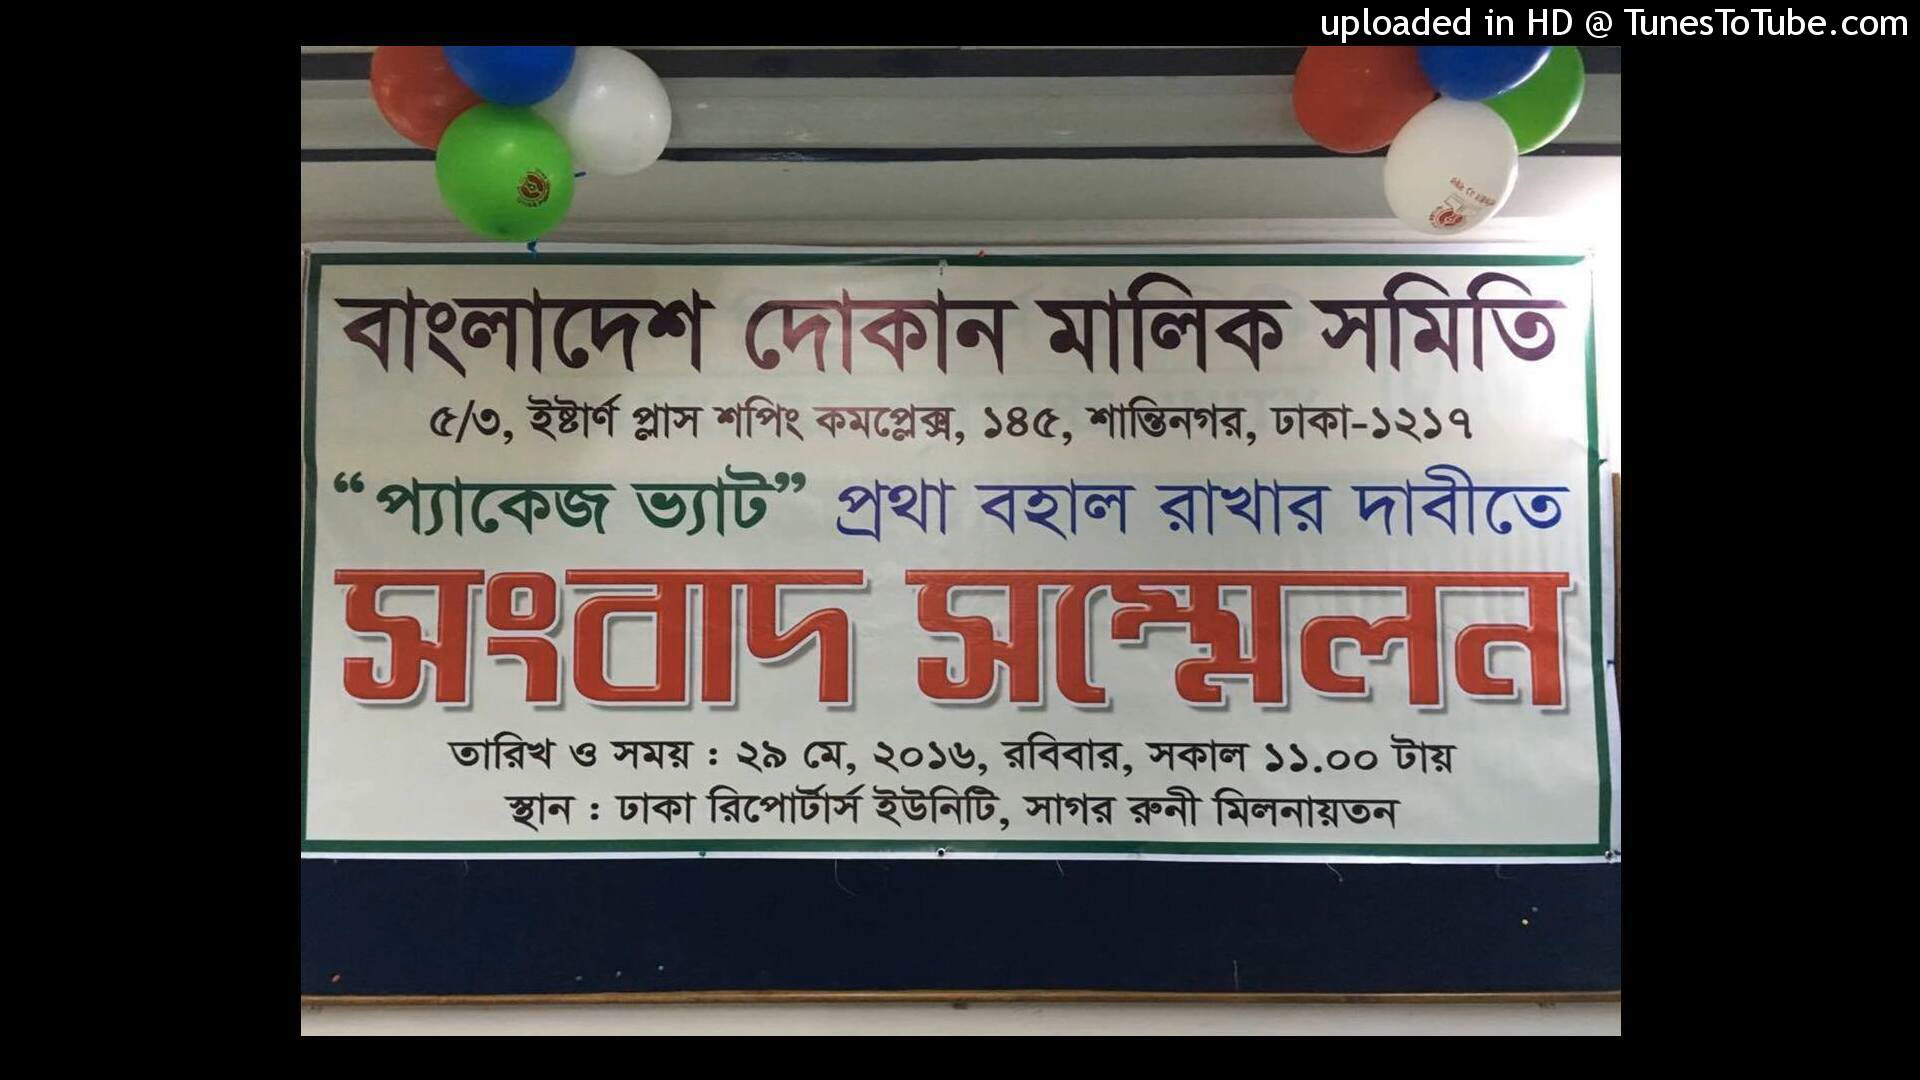 uploaded in HD @ TunesToTube.com
বাংলাদেশ দোকান মালিক সমিতি
৫/৩, ইষ্টার্ণ প্লাস শপিং কমপ্লেক্স, ১৪৫, শান্তিনগর, ঢাকা-১২১৭
“প্যাকেজ ভ্যাট” প্রথা বহাল রাখার দাবীতে
সংবাদ সম্মেলন
তারিখ ও সময় : ২৯ মে, ২০১৬, রবিবার, সকাল ১১.০০ টায়
স্থান : ঢাকা রিপোর্টার্স ইউনিটি, সাগর রুনী মিলনায়তন